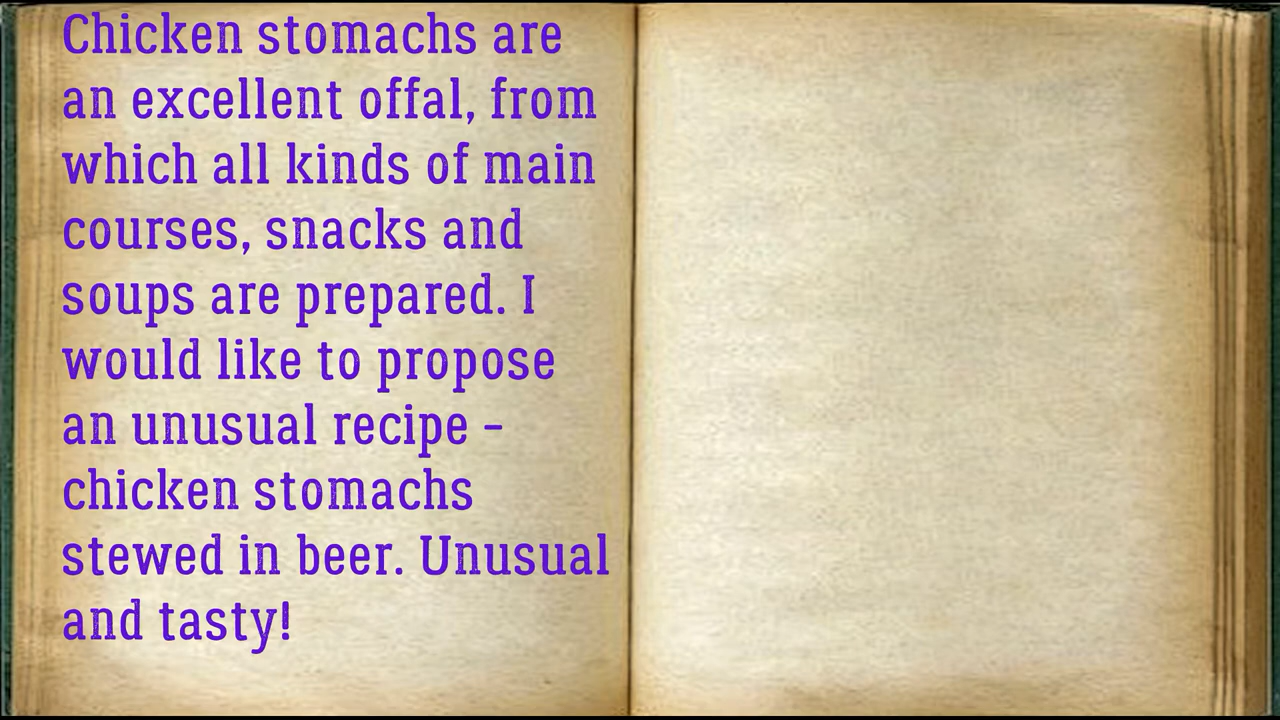 Chicken stomachs are
an excellent offal, from
which all kinds of main
courses, snacks and
soups are prepared. I
would like to propose
an unusual recipe –
chicken stomachs
stewed in beer. Unusual
and tasty!